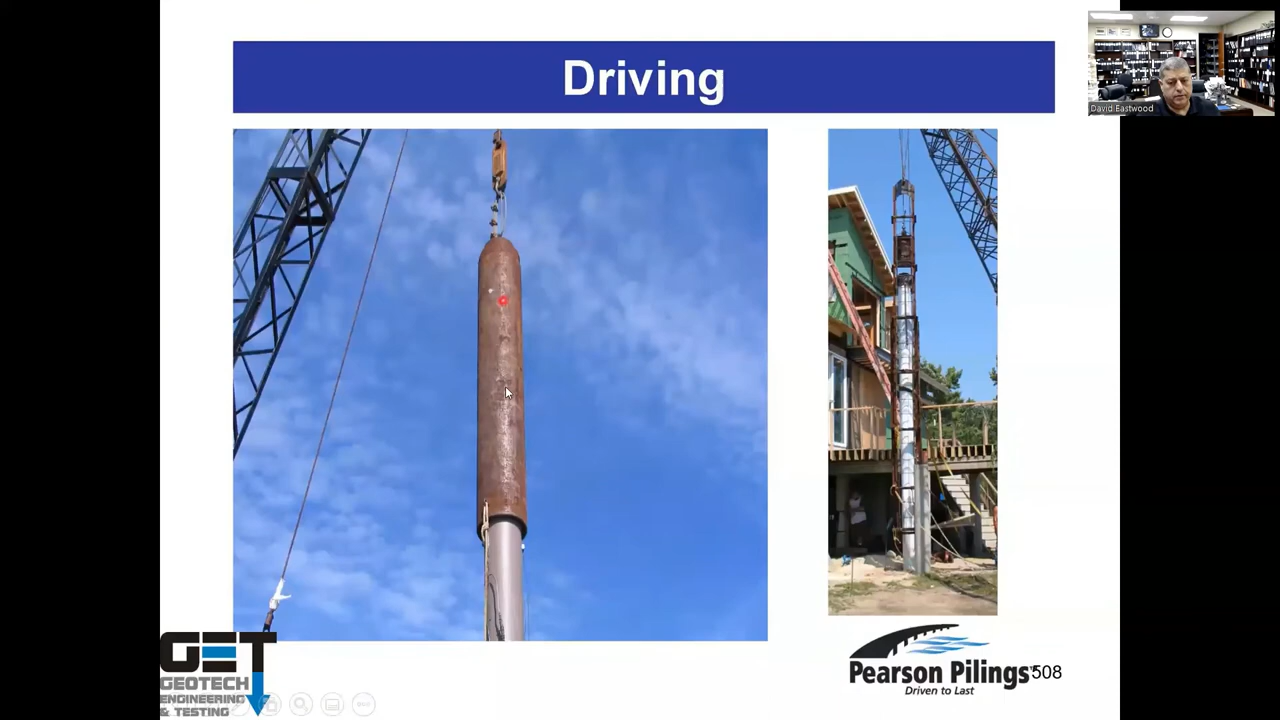 Driving
David Eastwood
GET
GEOTECH
ENGINEERING
& TESTING
Pearson Pilings
Driven to Last
508